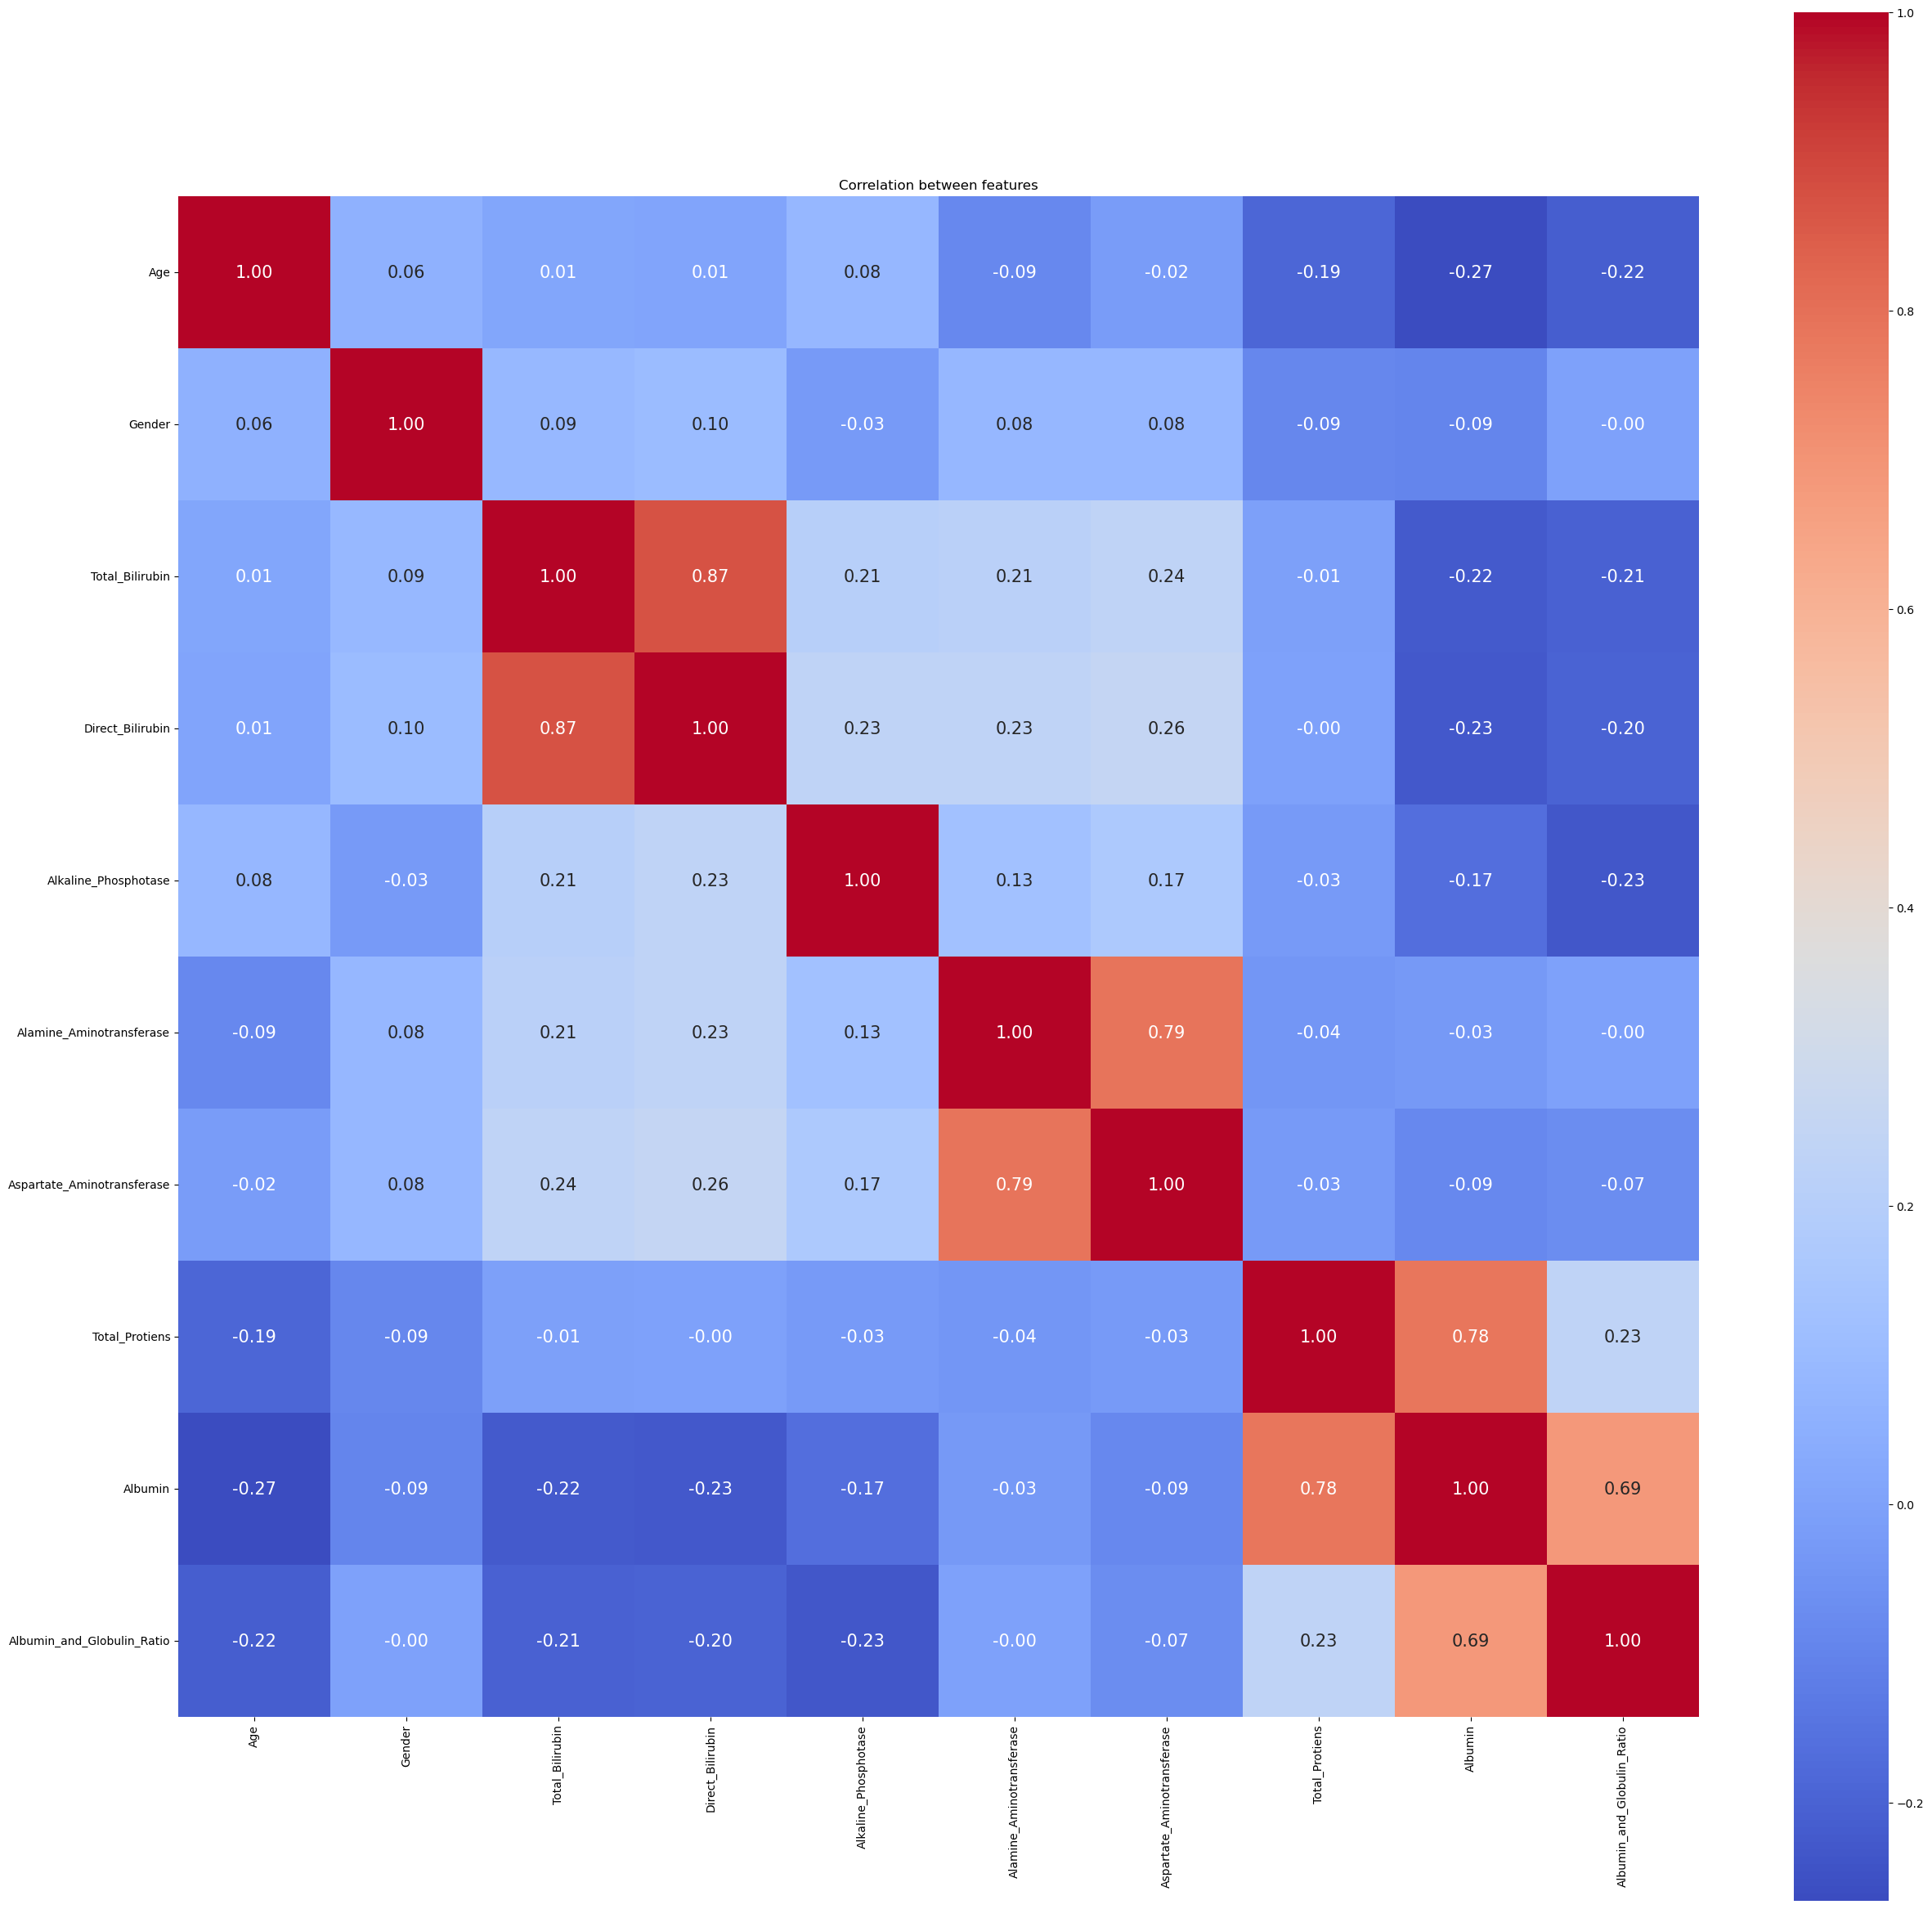 Correlation between features
Age 1.00 0.06 0.01 0.01 0.08 -0.09 -0.02 -0.19 -0.27 -0.22
Gender 0.06 1.00 0.09 0.10 -0.03 0.08 0.08 -0.09 -0.09 -0.00
Total_Bilirubin 0.01 0.09 1.00 0.87 0.21 0.21 0.24 -0.01 -0.22 -0.21
Direct_Bilirubin 0.01 0.10 0.87 1.00 0.23 0.23 0.26 -0.00 -0.23 -0.20
Alkaline_Phosphotase 0.08 -0.03 0.21 0.23 1.00 0.13 0.17 -0.03 -0.17 -0.23
Alamine_Aminotransferase -0.09 0.08 0.21 0.23 0.13 1.00 0.79 -0.04 -0.03 -0.00
Aspartate_Aminotransferase -0.02 0.08 0.24 0.26 0.17 0.79 1.00 -0.03 -0.09 -0.07
Total_Protiens -0.19 -0.09 -0.01 -0.00 -0.03 -0.04 -0.03 1.00 0.78 0.23
Albumin -0.27 -0.09 -0.22 -0.23 -0.17 -0.03 -0.09 0.78 1.00 0.69
Albumin_and_Globulin_Ratio -0.22 -0.00 -0.21 -0.20 -0.23 -0.00 -0.07 0.23 0.69 1.00
Age
Gender
Total_Bilirubin
Direct_Bilirubin
Alkaline_Phosphotase
Alamine_Aminotransferase
Aspartate_Aminotransferase
Total_Protiens
Albumin
Albumin_and_Globulin_Ratio
1.0
0.8
0.6
0.4
0.2
0.0
−0.2